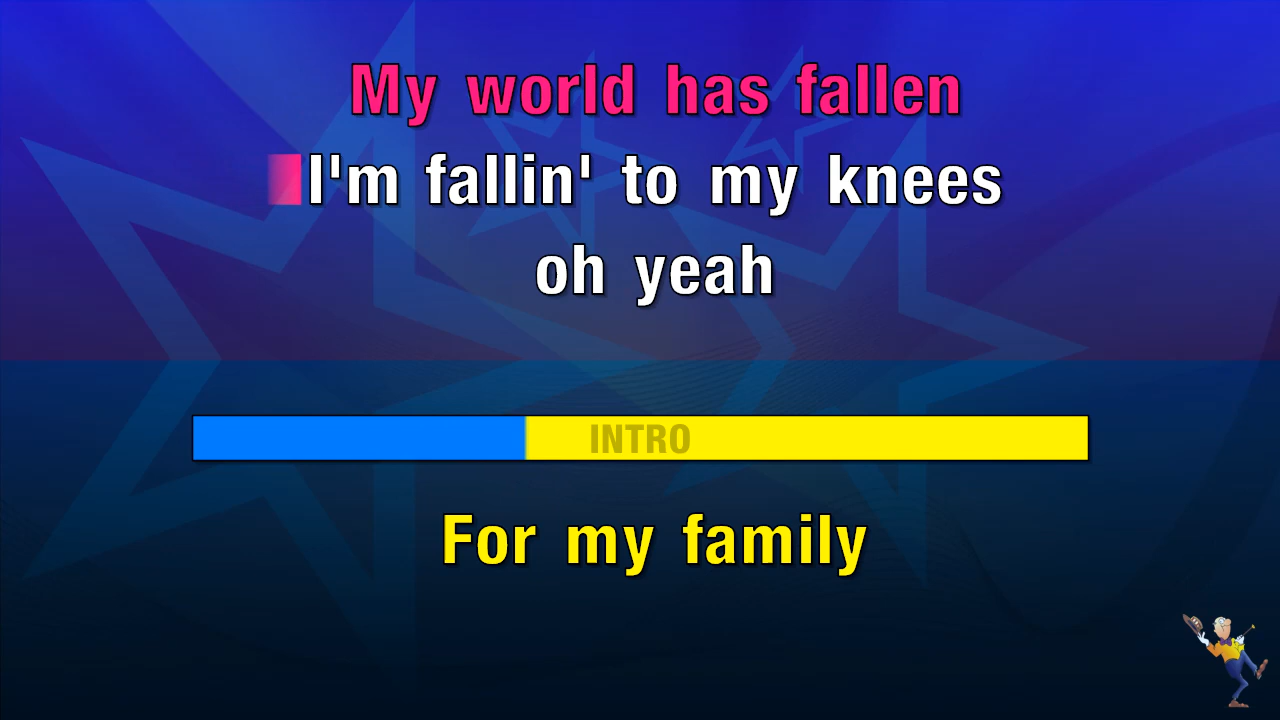 My world has fallen
I'm fallin' to my knees
oh yeah
INTRO
For my family